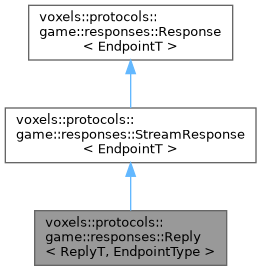 voxels::protocols::
game::responses::Response
< EndpointT >
voxels::protocols::
game::responses::StreamResponse
< EndpointT >
voxels::protocols::
game::responses::Reply
< ReplyT, EndpointType >